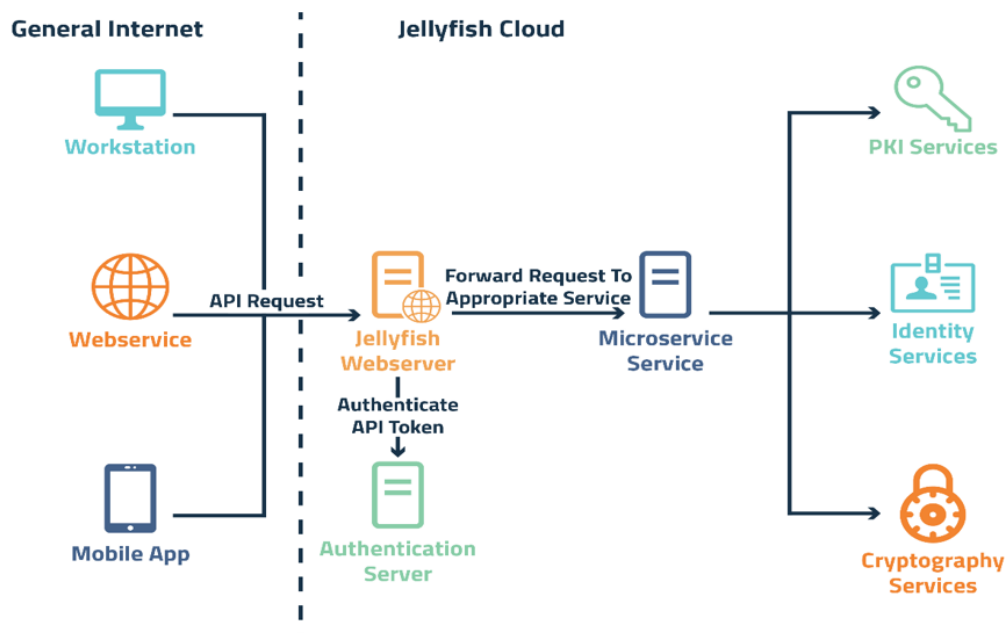 General Internet
Jellyfish Cloud
Workstation
PKI Services
Webservice
API Request
Jellyfish
Webserver
Forward Request To
Appropriate Service
Microservice
Service
Identity
Services
Authenticate
API Token
Mobile App
Authentication
Server
Cryptography
Services